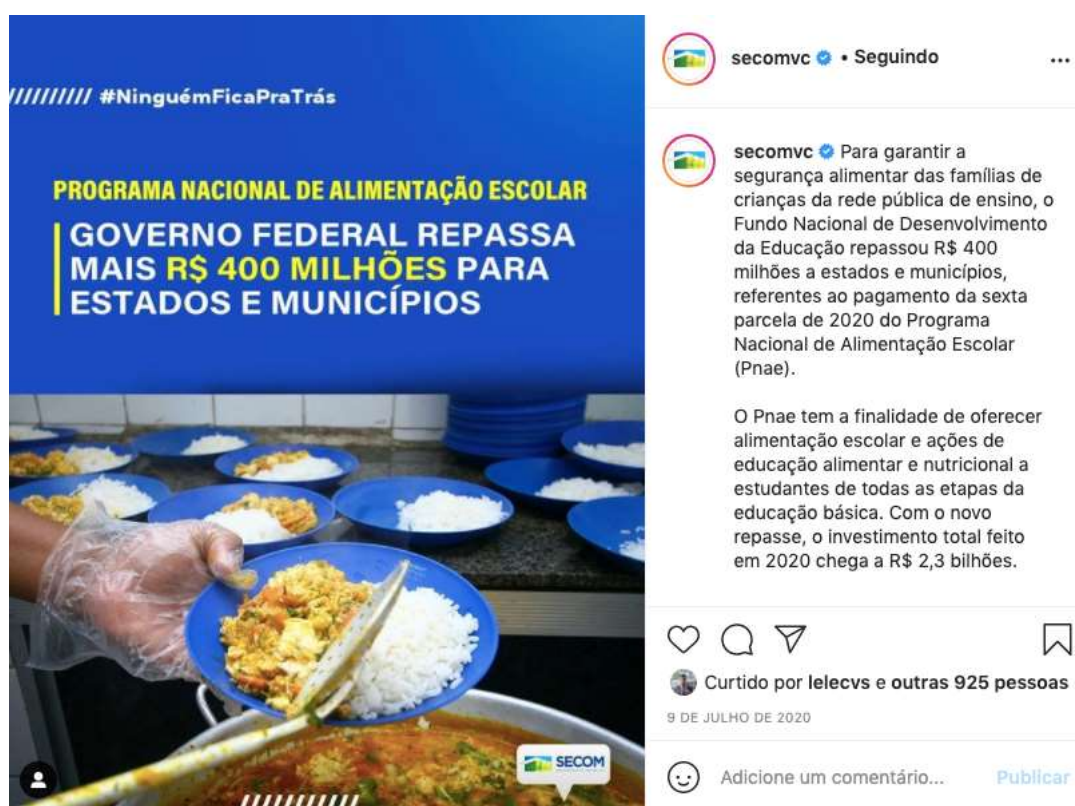 ////////// #NinguémFicaPraTrás
PROGRAMA NACIONAL DE ALIMENTAÇÃO ESCOLAR
GOVERNO FEDERAL REPASSA
MAIS R$ 400 MILHÕES PARA
ESTADOS E MUNICÍPIOS
SECOM
secomvc • Seguindo
secomvc Para garantir a
segurança alimentar das famílias de
crianças da rede pública de ensino, o
Fundo Nacional de Desenvolvimento
da Educação repassou R$ 400
milhões a estados e municípios,
referentes ao pagamento da sexta
parcela de 2020 do Programa
Nacional de Alimentação Escolar
(Pnae).
O Pnae tem a finalidade de oferecer
alimentação escolar e ações de
educação alimentar e nutricional a
estudantes de todas as etapas da
educação básica. Com o novo
repasse, o investimento total feito
em 2020 chega a R$ 2,3 bilhões.
Curtido por lelecvs e outras 925 pessoas
9 DE JULHO DE 2020
Adicione um comentário... Publicar